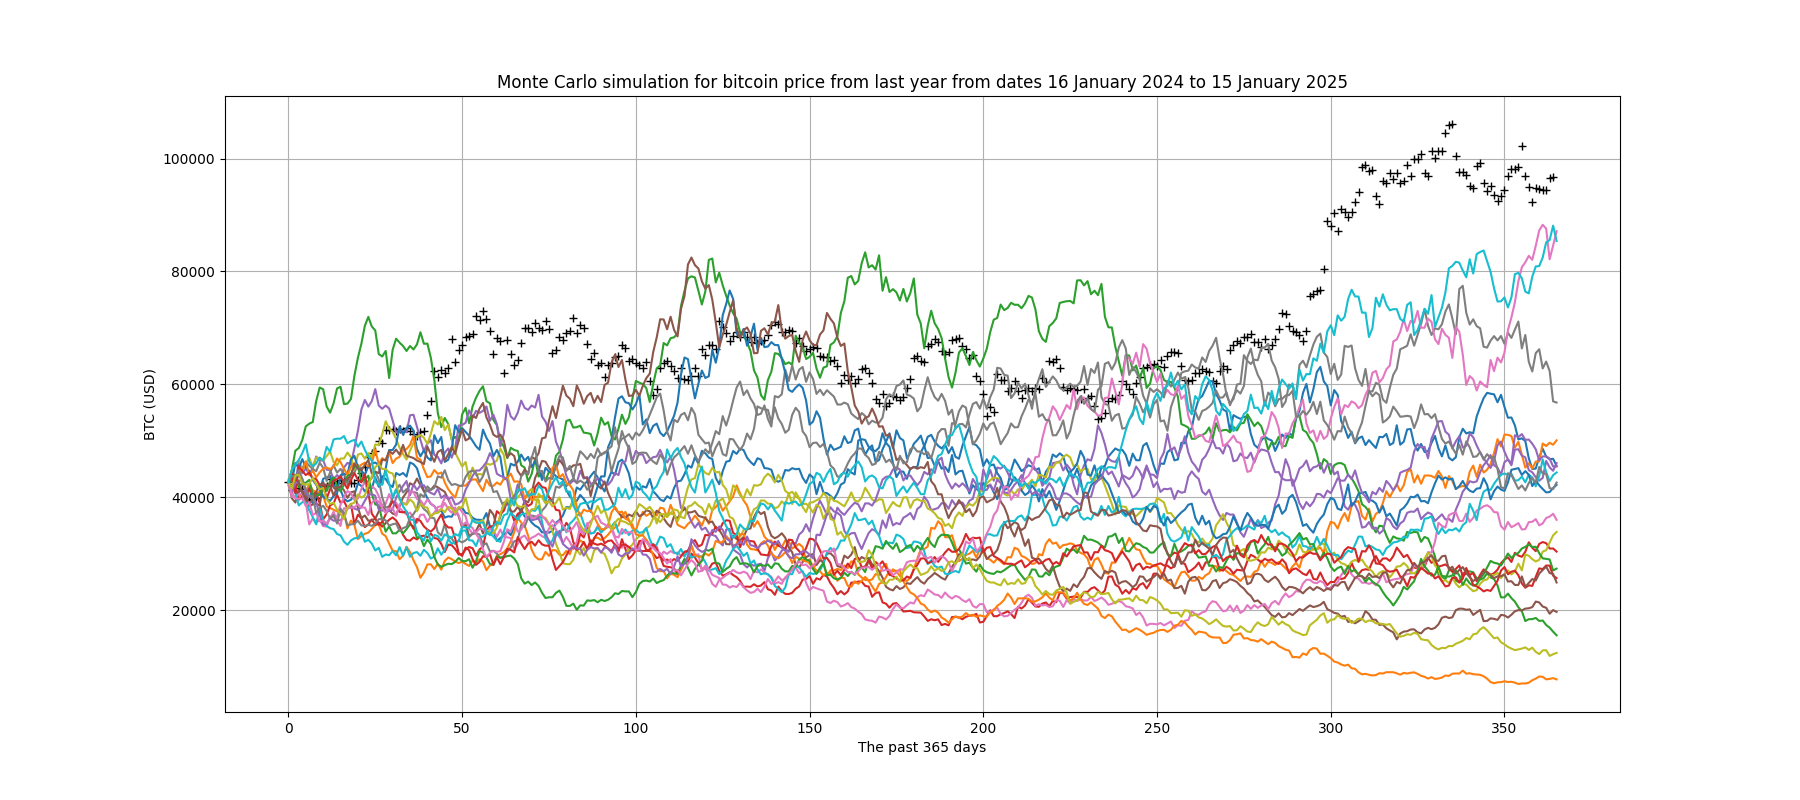 Monte Carlo simulation for bitcoin price from last year from dates 16 January 2024 to 15 January 2025
100000
80000
60000
40000
20000
BTC (USD)
0 50 100 150 200 250 300 350
The past 365 days